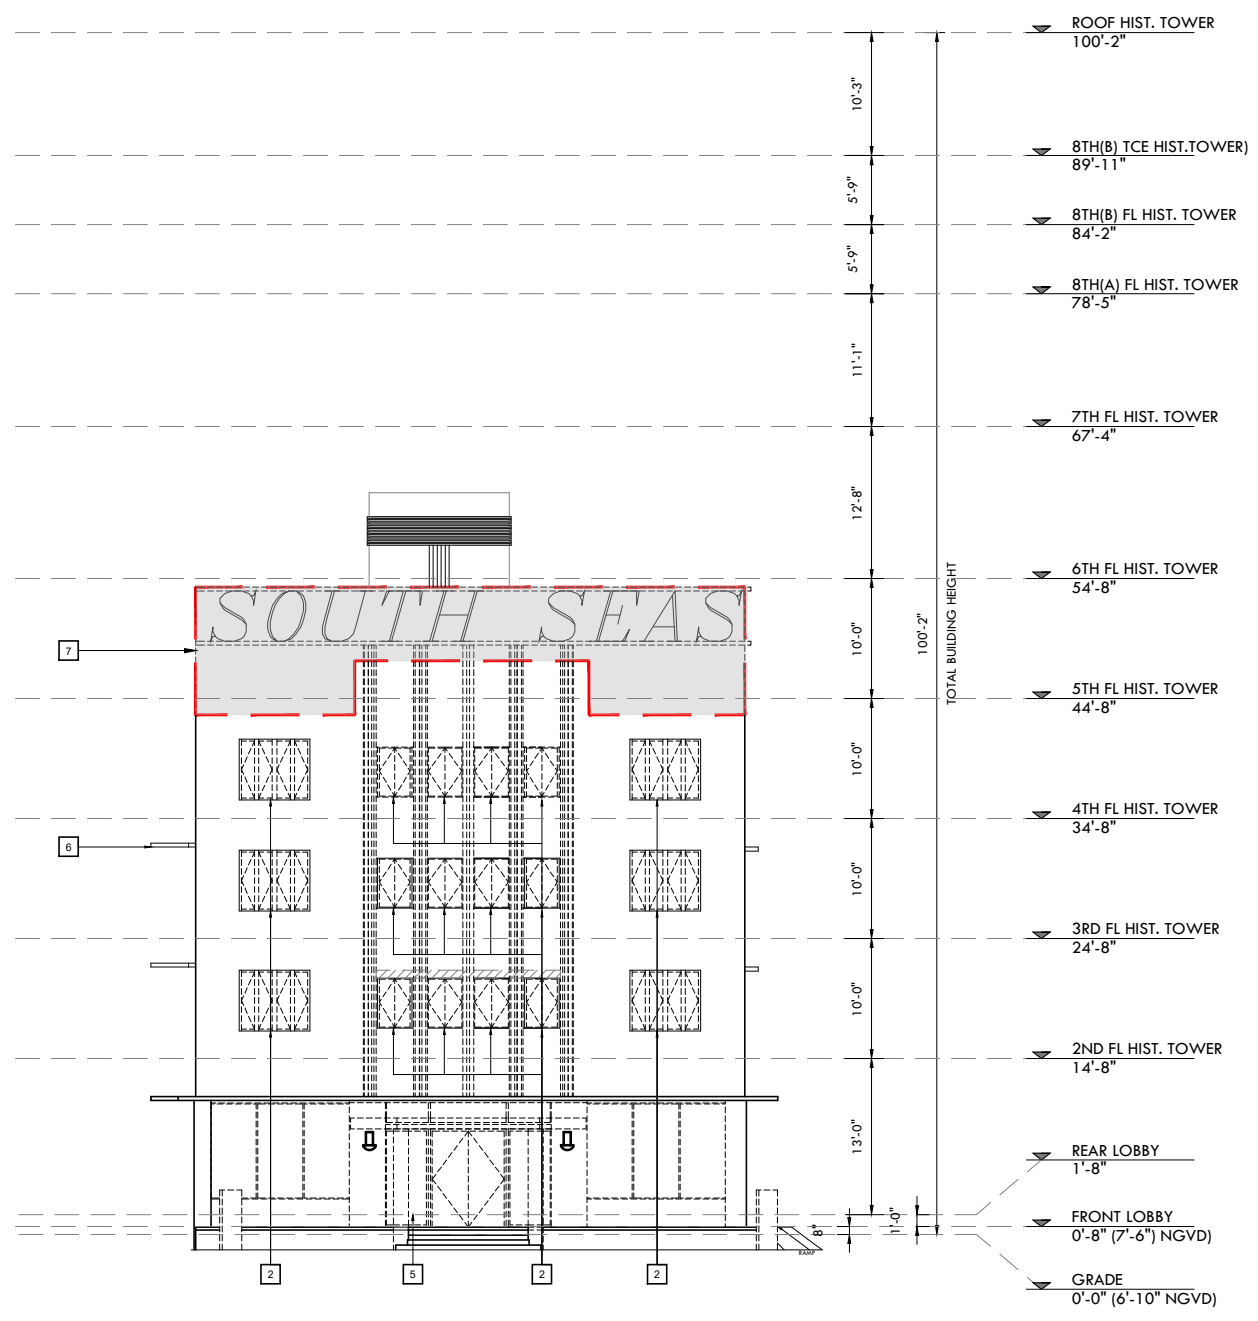 ROOF HIST. TOWER
100'-2"
10'-3"
8TH(B) TCE HIST.TOWER)
89'-11"
5'-9"
8TH(B) FL HIST. TOWER
84'-2"
5'-9"
8TH(A) FL HIST. TOWER
78'-5"
11'-1"
7TH FL HIST. TOWER
67'-4"
12'-8"
6TH FL HIST. TOWER
54'-8"
SOUTH SEAS
10'-0"
100'-2"
TOTAL BUILDING HEIGHT
7
5TH FL HIST. TOWER
44'-8"
10'-0"
4TH FL HIST. TOWER
34'-8"
6
10'-0"
3RD FL HIST. TOWER
24'-8"
10'-0"
2ND FL HIST. TOWER
14'-8"
13'-0"
REAR LOBBY
1'-8"
FRONT LOBBY
0'-8" (7'-6") NGVD)
8"
1'-0"
RAMP
GRADE
0'-0" (6'-10" NGVD)
2
5
2
2